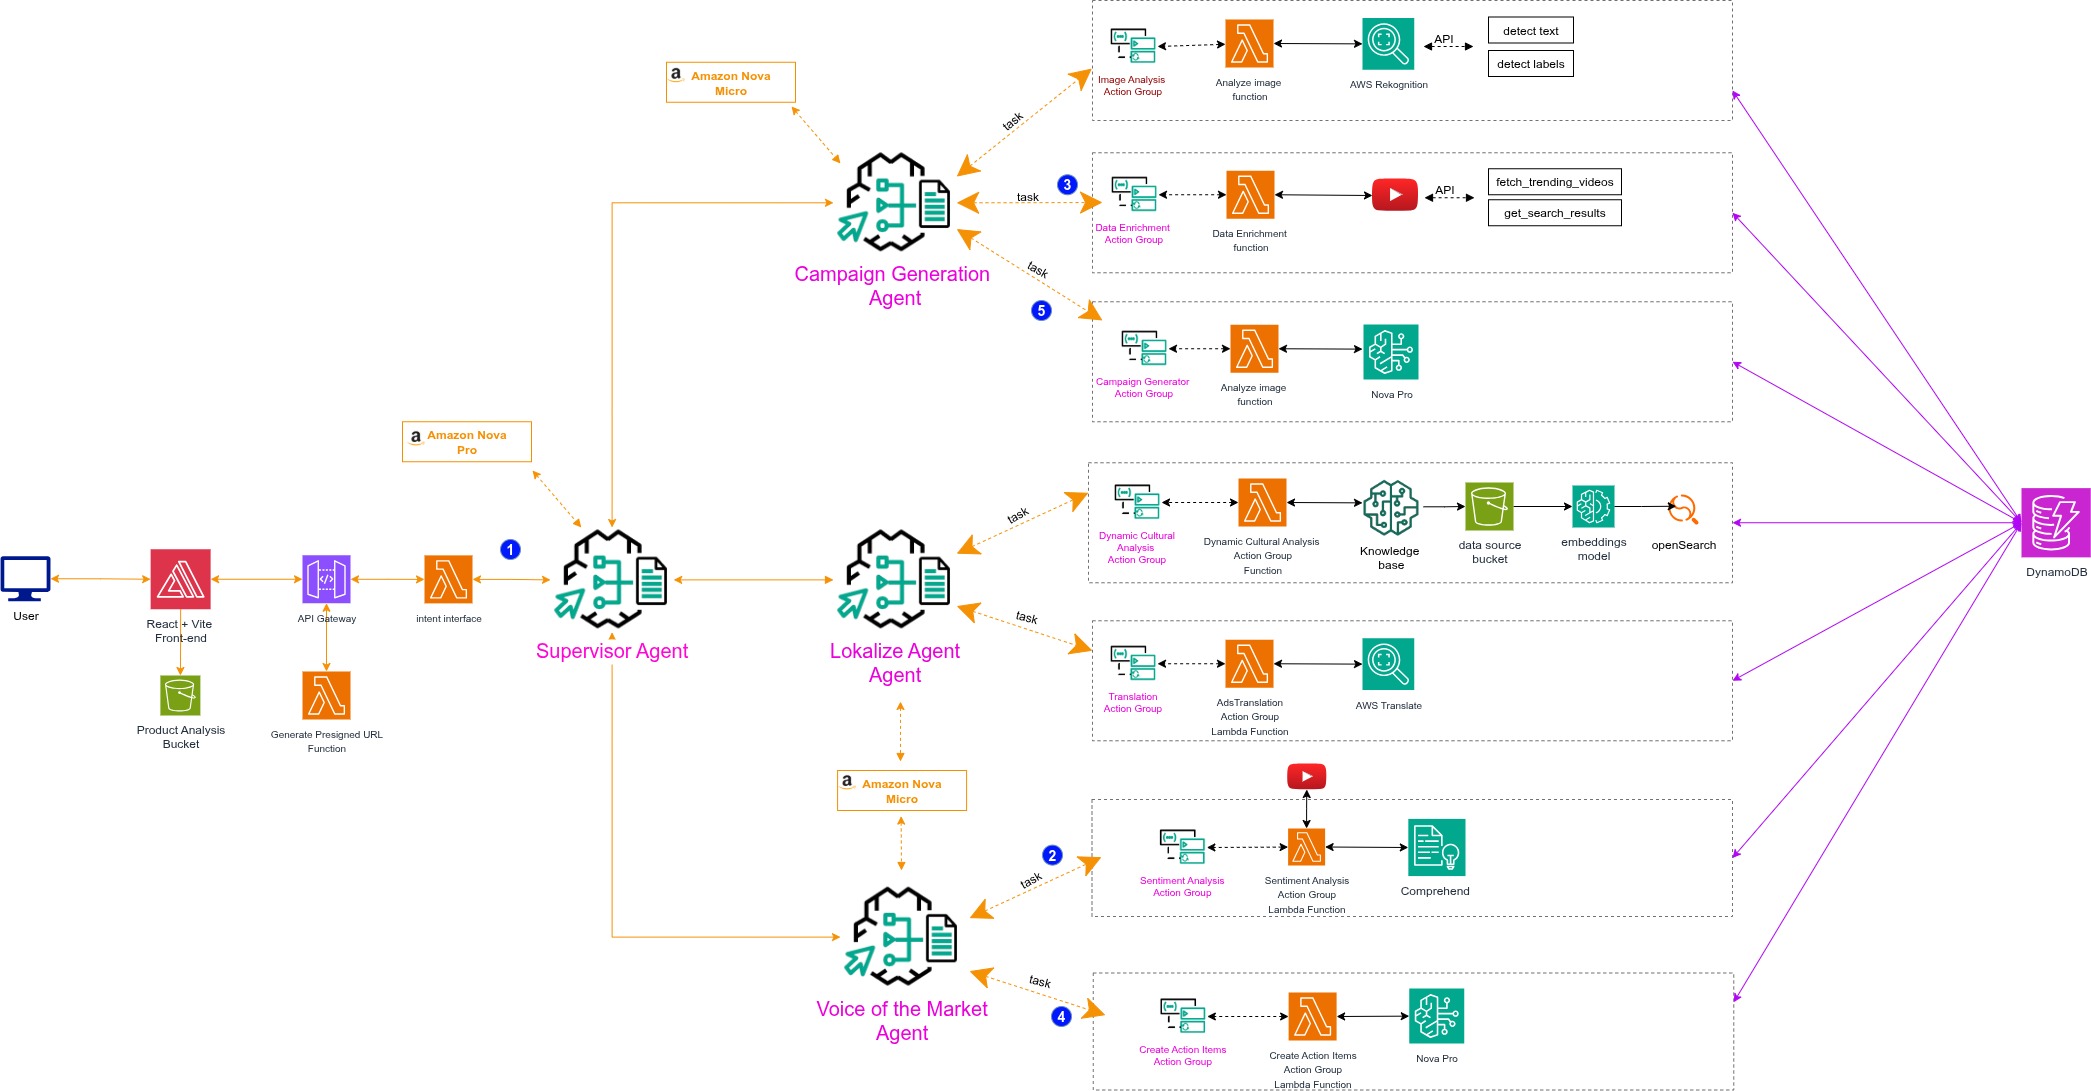 Amazon Nova
Micro
task
Image Analysis
Action Group
Analyze image
function
AWS Rekognition
API
detect text
detect labels
3
task
Data Enrichment
Action Group
Data Enrichment
function
API
fetch_trending_videos
get_search_results
Campaign Generation
Agent
task
5
Campaign Generator
Action Group
Analyze image
function
Nova Pro
Amazon Nova
Pro
1
User
React + Vite
Front-end
Product Analysis
Bucket
API Gateway
Generate Presigned URL
Function
intent interface
Supervisor Agent
Lokalize Agent
Agent
task
Dynamic Cultural
Analysis
Action Group
Dynamic Cultural Analysis
Action Group
Function
Knowledge
base
data source
bucket
embeddings
model
openSearch
DynamoDB
task
Translation
Action Group
AdsTranslation
Action Group
Lambda Function
AWS Translate
Amazon Nova
Micro
2
task
Sentiment Analysis
Action Group
Sentiment Analysis
Action Group
Lambda Function
Comprehend
Voice of the Market
Agent
task
4
Create Action Items
Action Group
Create Action Items
Action Group
Lambda Function
Nova Pro